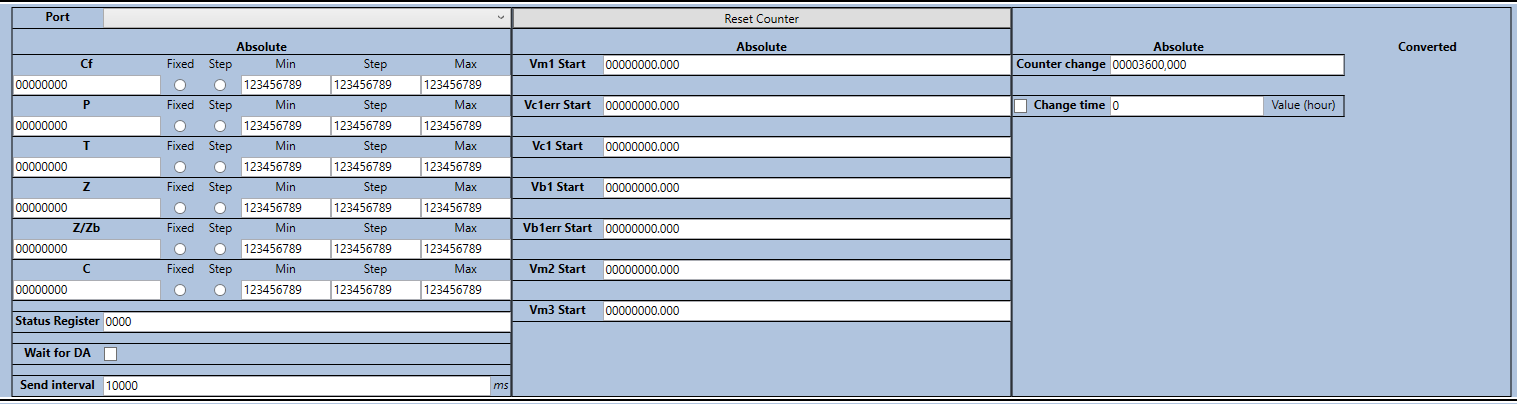 Port
Reset Counter
Absolute
Absolute
Absolute
Converted
Cf Fixed Step Min Step Max
00000000 123456789 123456789 123456789
P Fixed Step Min Step Max
00000000 123456789 123456789 123456789
T Fixed Step Min Step Max
00000000 123456789 123456789 123456789
Z Fixed Step Min Step Max
00000000 123456789 123456789 123456789
Z/Zb Fixed Step Min Step Max
00000000 123456789 123456789 123456789
C Fixed Step Min Step Max
00000000 123456789 123456789 123456789
Status Register 0000
Wait for DA
Send interval 10000 ms
Vm1 Start 00000000.000
Vc1err Start 00000000.000
Vc1 Start 00000000.000
Vb1 Start 00000000.000
Vb1err Start 00000000.000
Vm2 Start 00000000.000
Vm3 Start 00000000.000
Counter change 00003600,000
Change time 0 Value (hour)